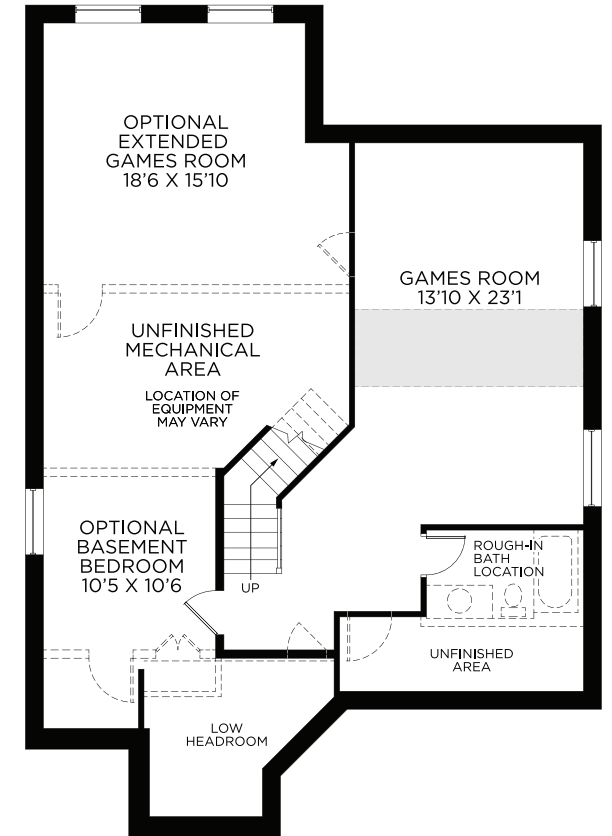 OPTIONAL
EXTENDED
GAMES ROOM
18'6 X 15'10
GAMES ROOM
13'10 X 23'1
UNFINISHED
MECHANICAL
AREA
LOCATION OF
EQUIPMENT
MAY VARY
OPTIONAL
BASEMENT
BEDROOM
10'5 X 10'6
UP
ROUGH-IN
BATH
LOCATION
UNFINISHED
AREA
LOW
HEADROOM